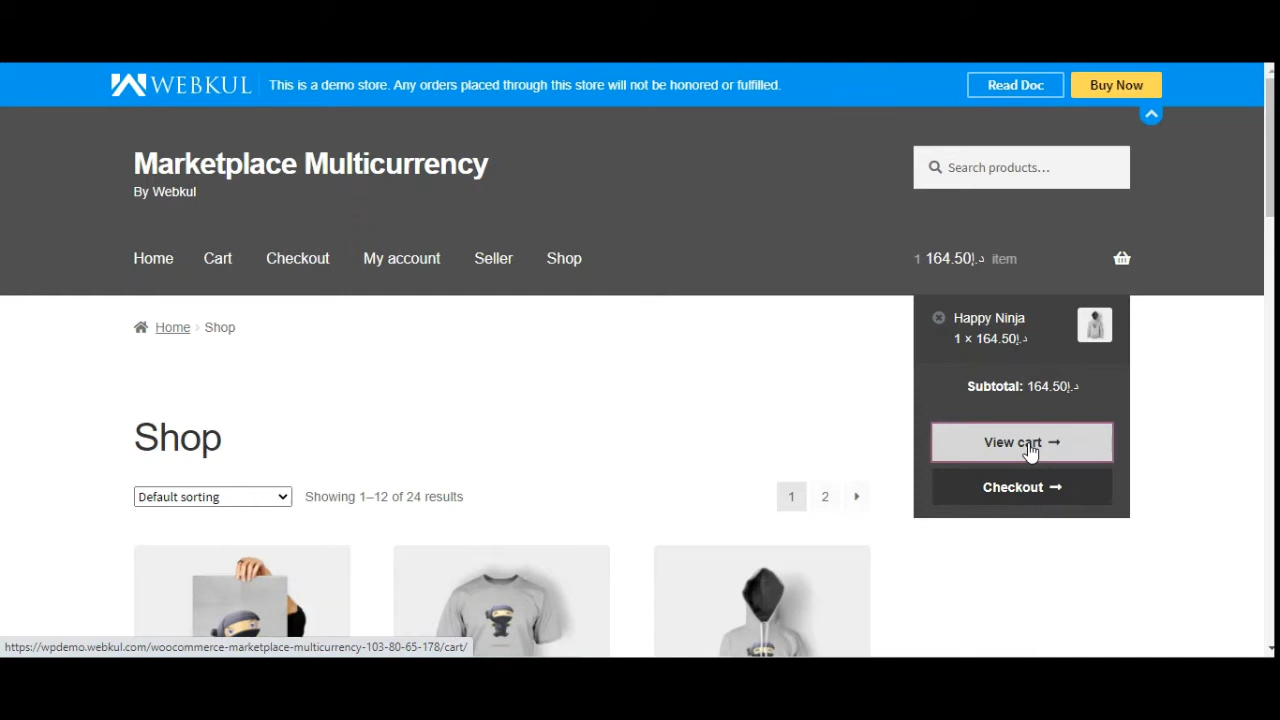 WEBKUL
This is a demo store. Any orders placed through this store will not be honored or fulfilled.
Read Doc
Buy Now
Marketplace Multicurrency
By Webkul
Search products…
Home
Cart
Checkout
My account
Seller
Shop
1 164.50د.إ item
Happy Ninja
1 × 164.50د.إ
Subtotal: 164.50د.إ
View cart
Checkout
Home
Shop
Shop
Default sorting
Showing 1–12 of 24 results
1
2
https://wpdemo.webkul.com/woocommerce-marketplace-multicurrency-103-80-65-178/cart/